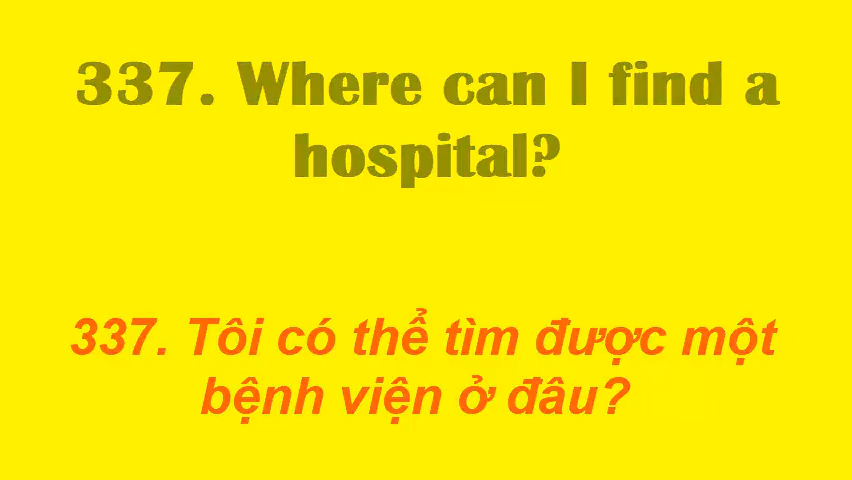 337. Where can I find a
hospital?
337. Tôi có thể tìm được một
bệnh viện ở đâu?